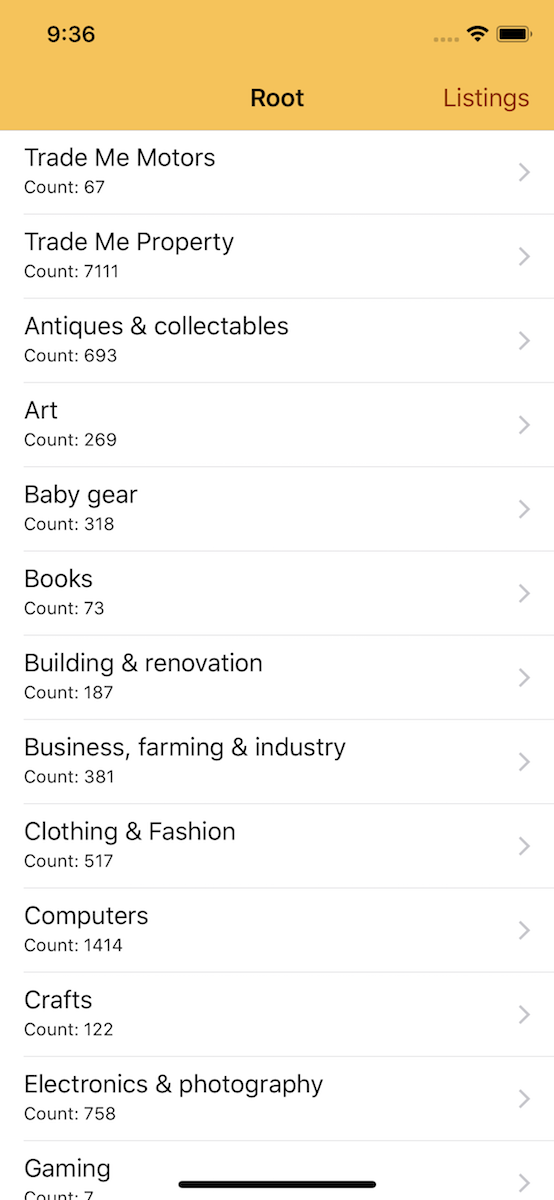 9:36
Root
Listings
Trade Me Motors
Count: 67
Trade Me Property
Count: 7111
Antiques & collectables
Count: 693
Art
Count: 269
Baby gear
Count: 318
Books
Count: 73
Building & renovation
Count: 187
Business, farming & industry
Count: 381
Clothing & Fashion
Count: 517
Computers
Count: 1414
Crafts
Count: 122
Electronics & photography
Count: 758
Gaming
Count: